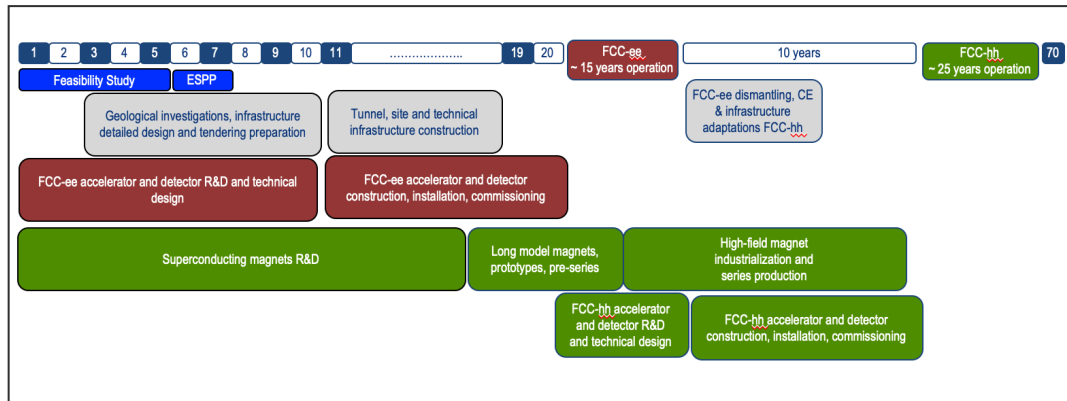 1 2 3 4 5 6 7 8 9 10 11 ………………….. 19 20 FCC-ee 10 years FCC-hh 70
~ 15 years operation
~ 25 years operation
Feasibility Study ESPP
Geological investigations, infrastructure
detailed design and tendering preparation
Tunnel, site and technical
infrastructure construction
FCC-ee dismantling, CE
& infrastructure
adaptations FCC-hh
FCC-ee accelerator and detector R&D and technical
design
FCC-ee accelerator and detector
construction, installation, commissioning
Superconducting magnets R&D
Long model magnets,
prototypes, pre-series
High-field magnet
industrialization and
series production
FCC-hh accelerator
and detector R&D
and technical design
FCC-hh accelerator and detector
construction, installation, commissioning